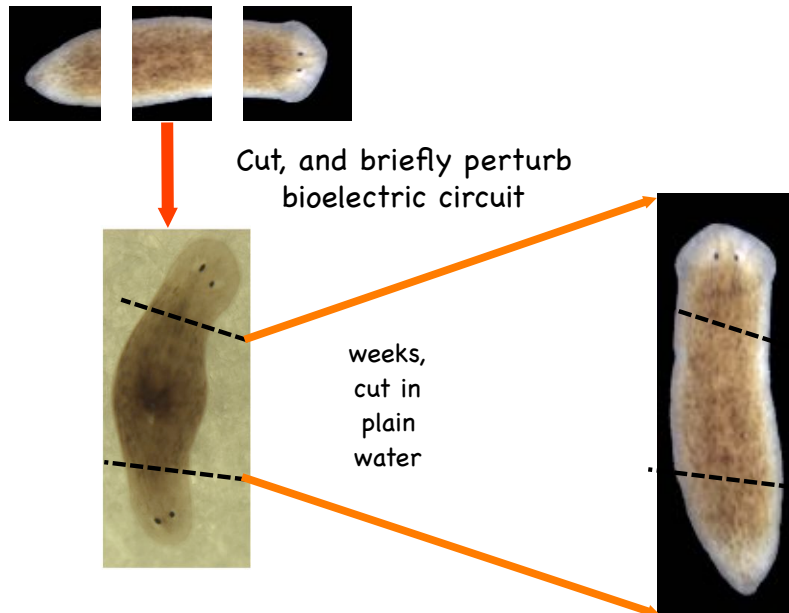 Cut, and briefly perturb
bioelectric circuit
weeks,
cut in
plain
water